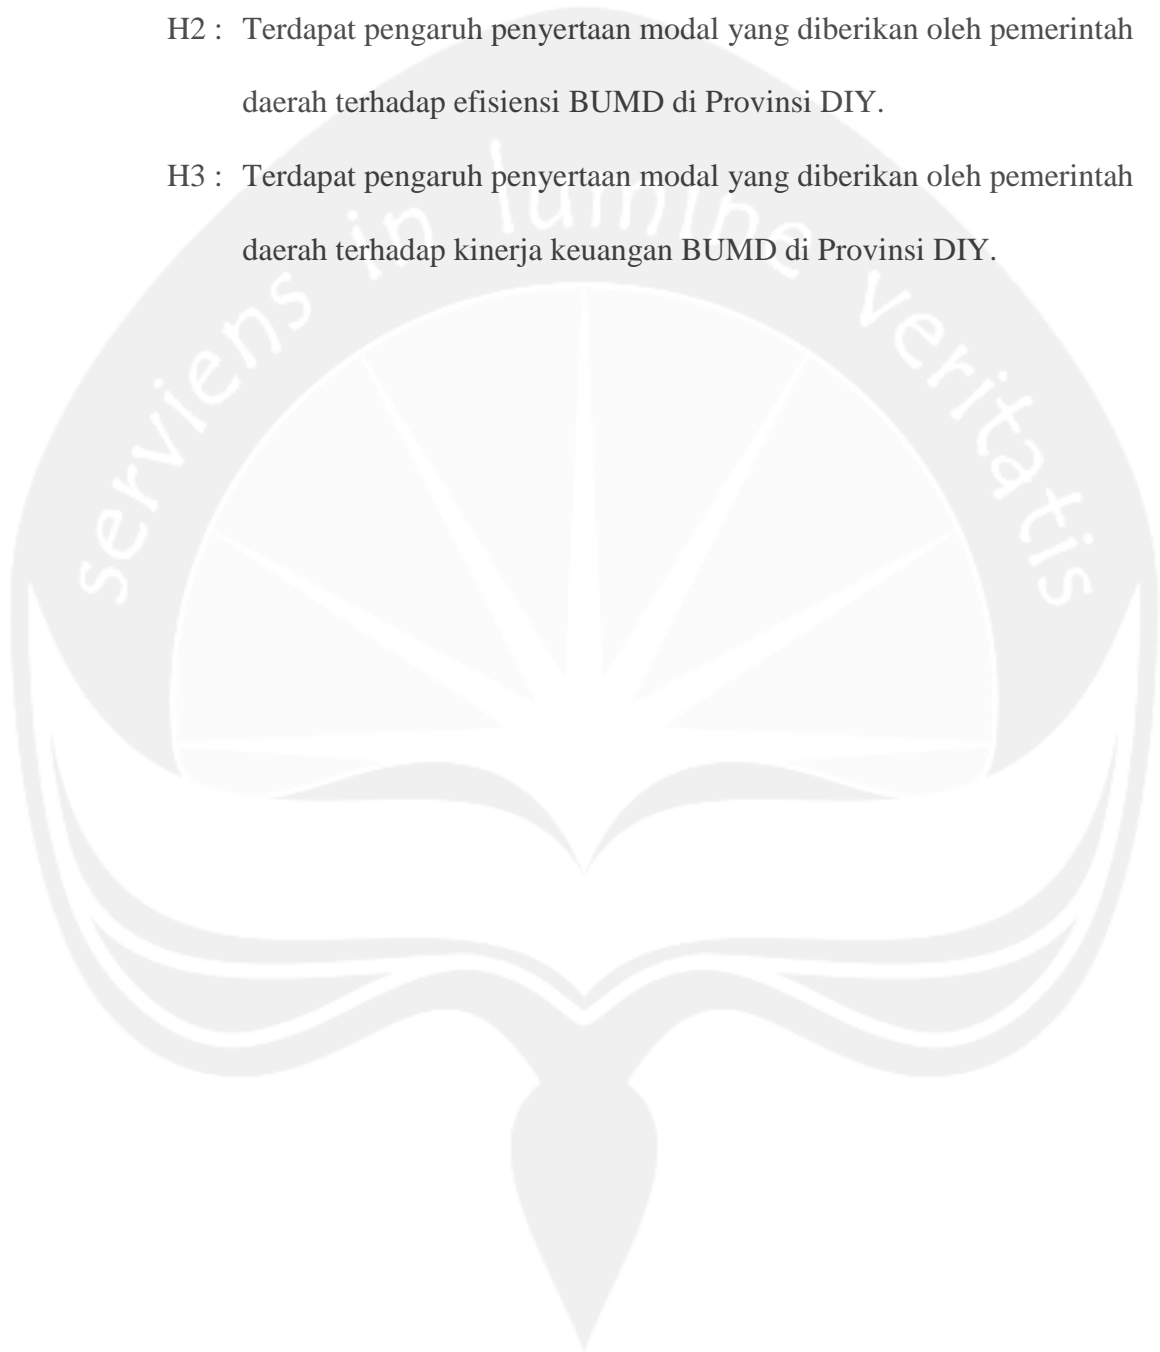 H2 : Terdapat pengaruh penyertaan modal yang diberikan oleh pemerintah
daerah terhadap efisiensi BUMD di Provinsi DIY.
H3 : Terdapat pengaruh penyertaan modal yang diberikan oleh pemerintah
daerah terhadap kinerja keuangan BUMD di Provinsi DIY.
serviens in lumine veritatis